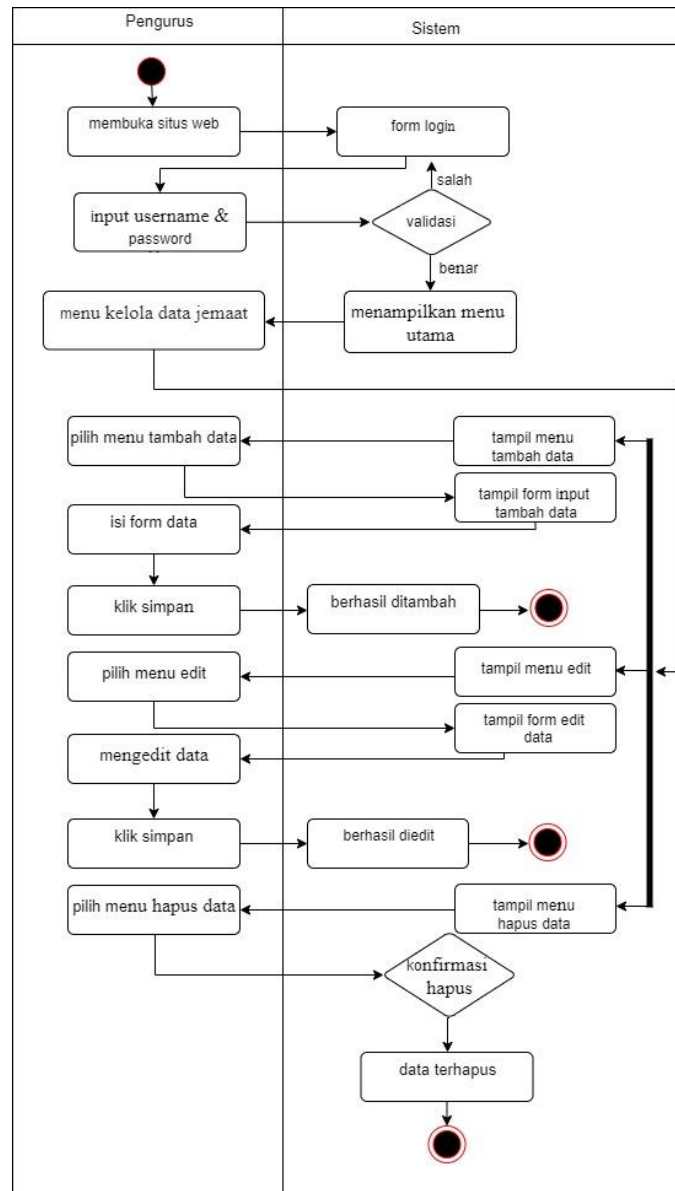 Pengurus
Sistem
membuka situs web
form login
salah
input username &
password
validasi
benar
menu kelola data jemaat
menampilkan menu
utama
pilih menu tambah data
tampil menu
tambah data
tampil form input
tambah data
isi form data
klik simpan
berhasil ditambah
pilih menu edit
tampil menu edit
tampil form edit
data
mengedit data
klik simpan
berhasil diedit
pilih menu hapus data
tampil menu
hapus data
konfirmasi
hapus
data terhapus